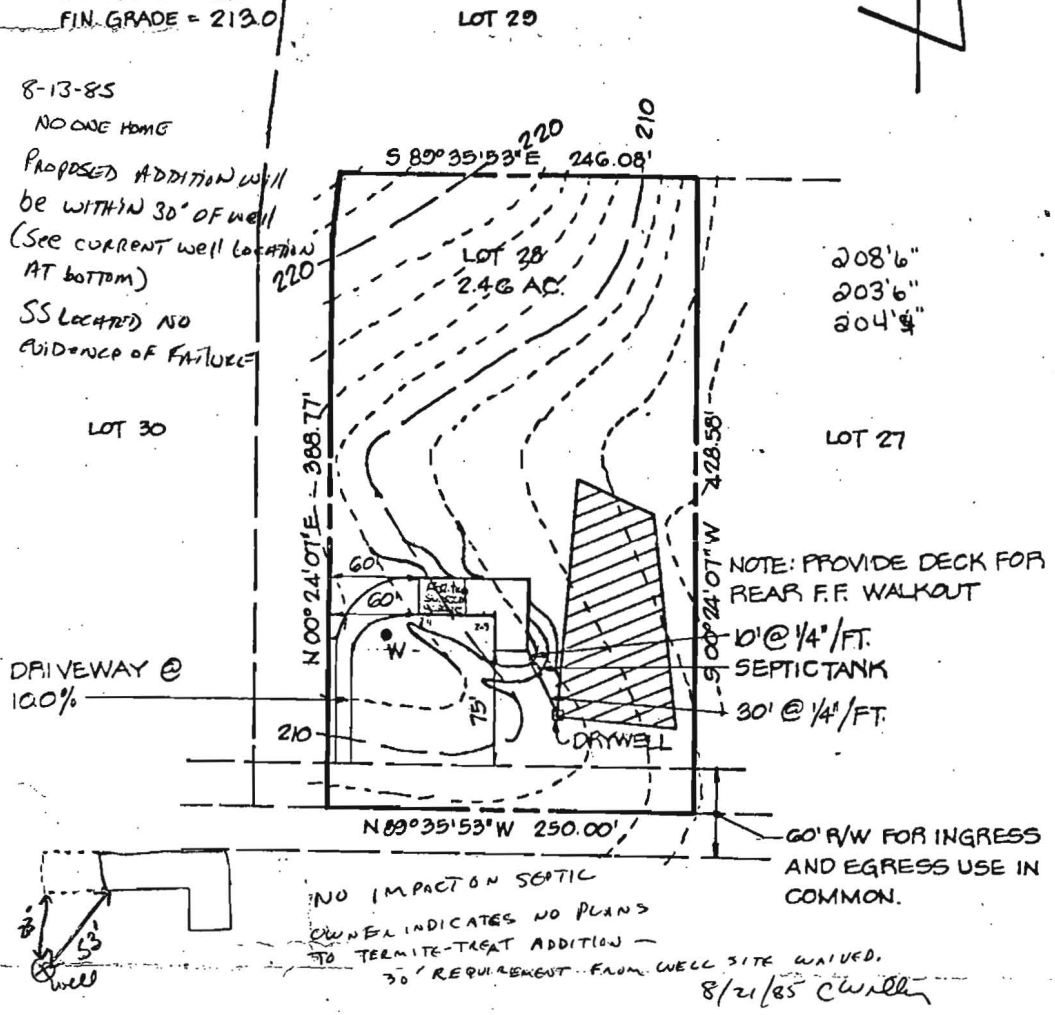 FIN. GRADE = 213.0
LOT 29
8-13-85
NO ONE HOME
PROPOSED ADDITION will
be WITHIN 30' OF well
(See CURRENT well LOCATION
AT bottom)
SS LOCATED NO
EVIDENCE OF FAILURE
220
210
S 89°35'53"E 246.08'
220
LOT 28
2.46 AC.
208'6"
203'6"
204'
LOT 30
LOT 27
N 00°24'07"E 388.77'
S 00°24'07"W 428.58'
NOTE: PROVIDE DECK FOR
REAR F.F. WALKOUT
60'
60'
W
10' @ 1/4"/FT.
SEPTIC TANK
30' @ 1/4"/FT.
DRIVEWAY @
10.0%
75'
210
DRYWELL
N 89°35'53"W 250.00'
60' R/W FOR INGRESS
AND EGRESS USE IN
COMMON.
53'
well
NO IMPACT ON SEPTIC
OWNER INDICATES NO PLANS
TO TERMITE-TREAT ADDITION —
30' REQUIREMENT FROM WELL SITE WAIVED.
8/21/85